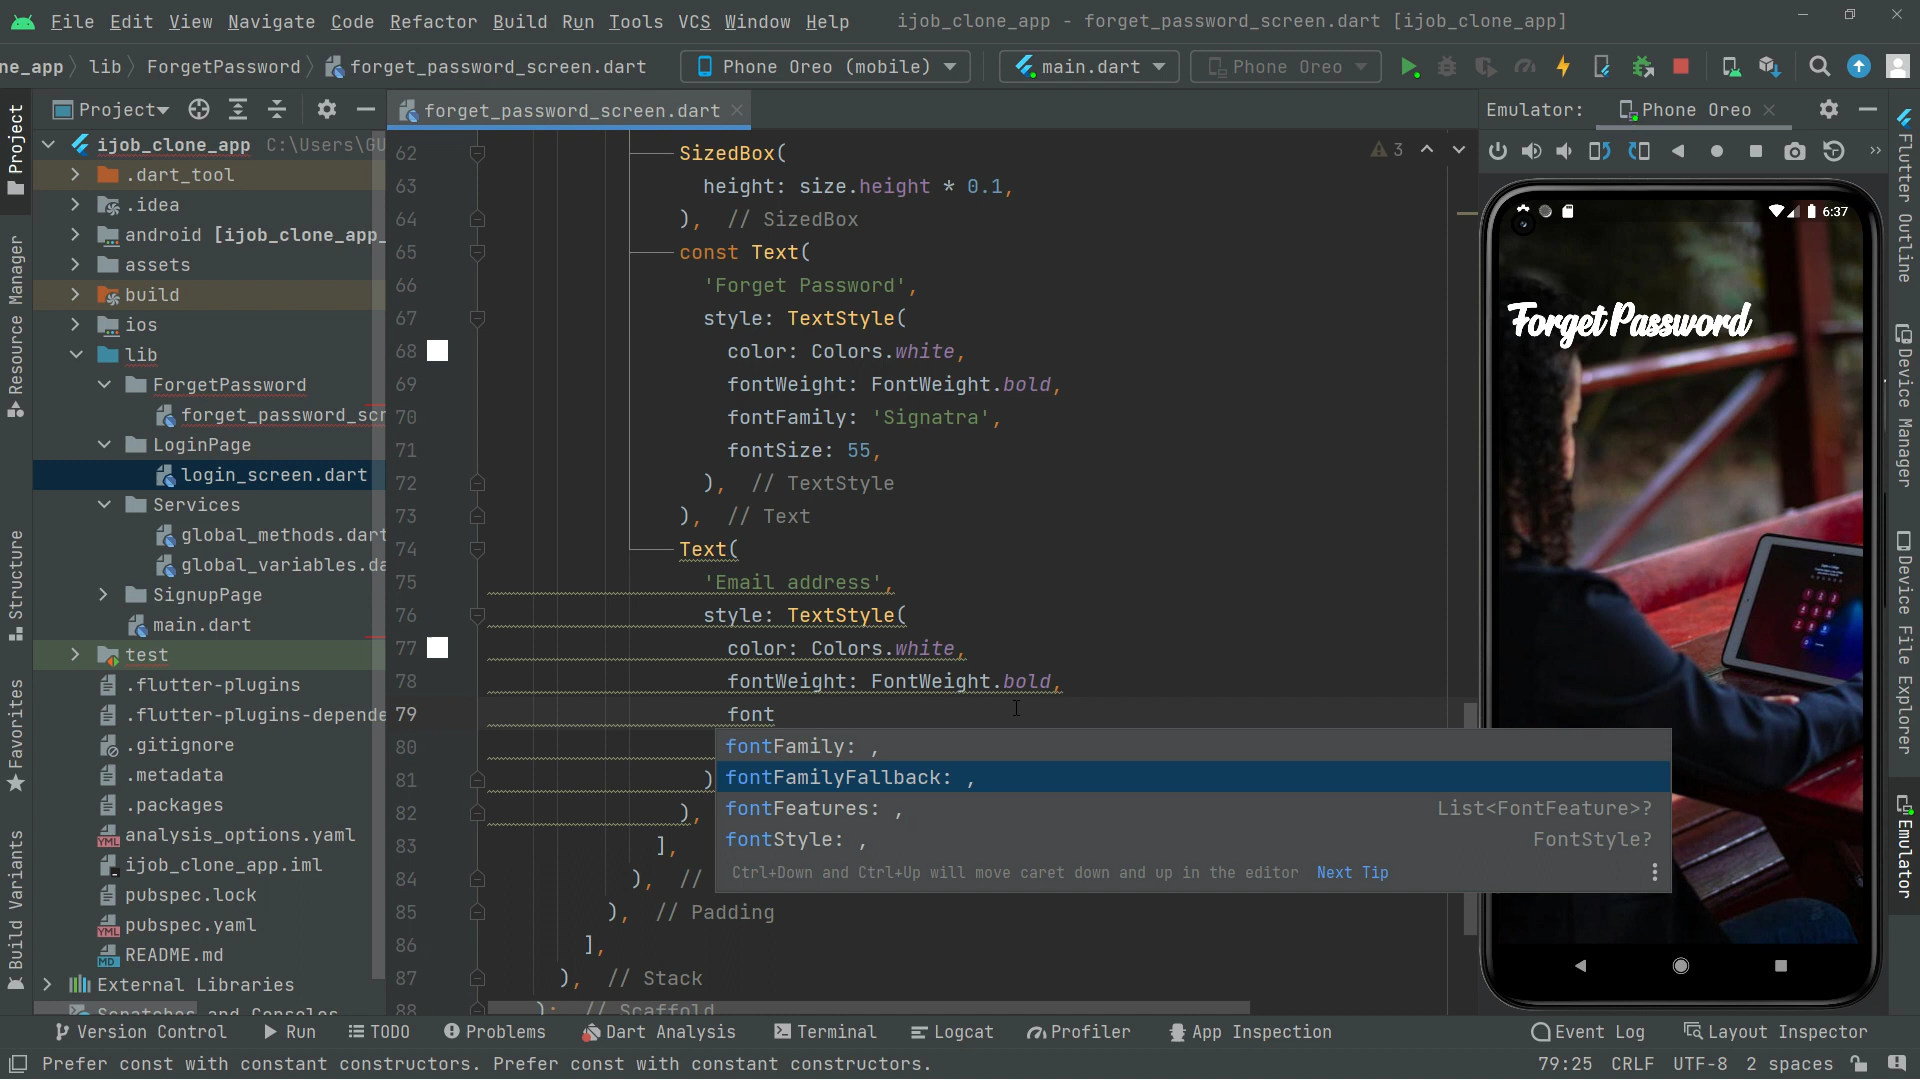 File Edit View Navigate Code Refactor Build Run Tools VCS Window Help ijob_clone_app - forget_password_screen.dart [ijob_clone_app]
ne_app lib ForgetPassword forget_password_screen.dart Phone Oreo (mobile) main.dart Phone Oreo
Project forget_password_screen.dart Emulator: Phone Oreo
ijob_clone_app C:\Users\GU
.dart_tool
.idea
android [ijob_clone_app_
assets
build
ios
lib
ForgetPassword
forget_password_scr
LoginPage
login_screen.dart
Services
global_methods.dart
global_variables.da
SignupPage
main.dart
test
.flutter-plugins
.flutter-plugins-depende
.gitignore
.metadata
.packages
analysis_options.yaml
ijob_clone_app.iml
pubspec.lock
pubspec.yaml
README.md
External Libraries
Scratches and Consoles
Project
Resource Manager
Structure
Favorites
Build Variants
3
62 SizedBox(
63 height: size.height * 0.1,
64 ), // SizedBox
65 const Text(
66 'Forget Password',
67 style: TextStyle(
68 color: Colors.white,
69 fontWeight: FontWeight.bold,
70 fontFamily: 'Signatra',
71 fontSize: 55,
72 ), // TextStyle
73 ), // Text
74 Text(
75 'Email address',
76 style: TextStyle(
77 color: Colors.white,
78 fontWeight: FontWeight.bold,
79 font
80
81 )
82 ),
83 ],
84 ), //
85 ), // Padding
86 ],
87 ), // Stack
88 ); // Scaffold
fontFamily: ,
fontFamilyFallback: ,
fontFeatures: , List<FontFeature>?
fontStyle: , FontStyle?
Ctrl+Down and Ctrl+Up will move caret down and up in the editor Next Tip
6:37
Forget Password
Flutter Outline
Device Manager
Device File Explorer
Emulator
Version Control Run TODO Problems Dart Analysis Terminal Logcat Profiler App Inspection Event Log Layout Inspector
Prefer const with constant constructors. Prefer const with constant constructors. 79:25 CRLF UTF-8 2 spaces